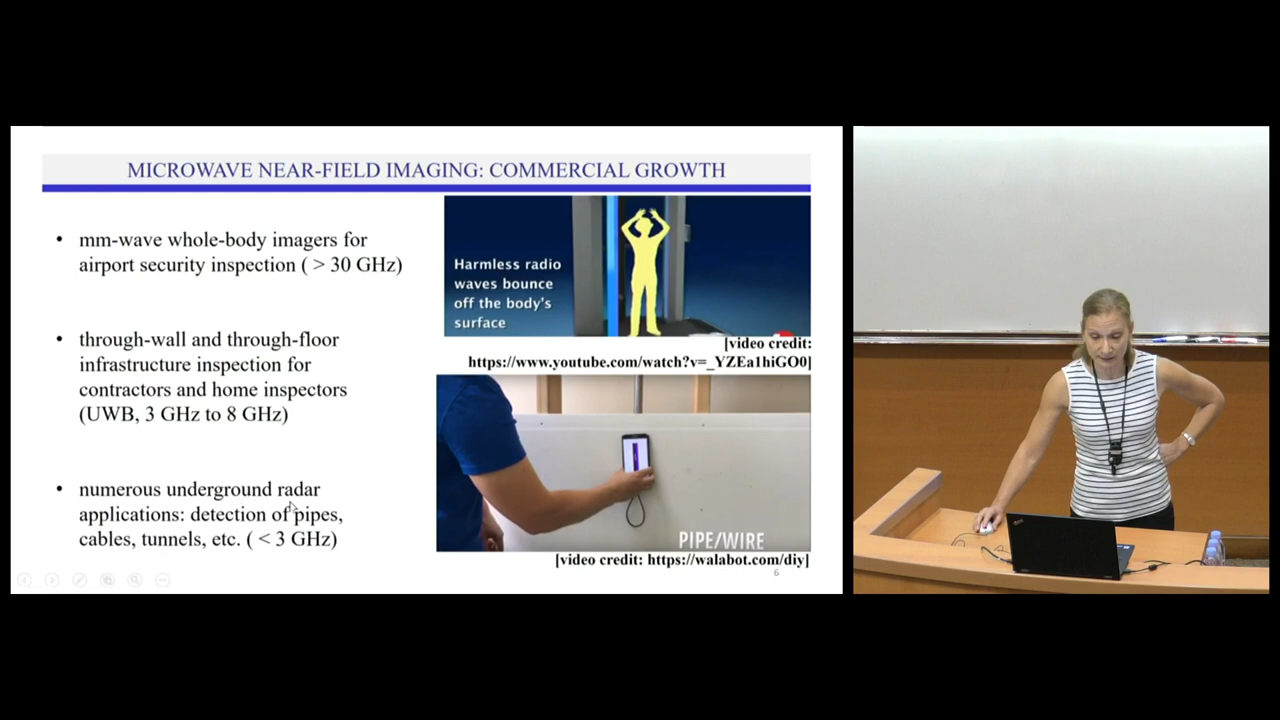 MICROWAVE NEAR-FIELD IMAGING: COMMERCIAL GROWTH
• mm-wave whole-body imagers for
airport security inspection ( > 30 GHz)
• through-wall and through-floor
infrastructure inspection for
contractors and home inspectors
(UWB, 3 GHz to 8 GHz)
• numerous underground radar
applications: detection of pipes,
cables, tunnels, etc. ( < 3 GHz)
Harmless radio
waves bounce
off the body's
surface
[video credit:
https://www.youtube.com/watch?v=_YZEa1hiGO0]
PIPE/WIRE
[video credit: https://walabot.com/diy]
6